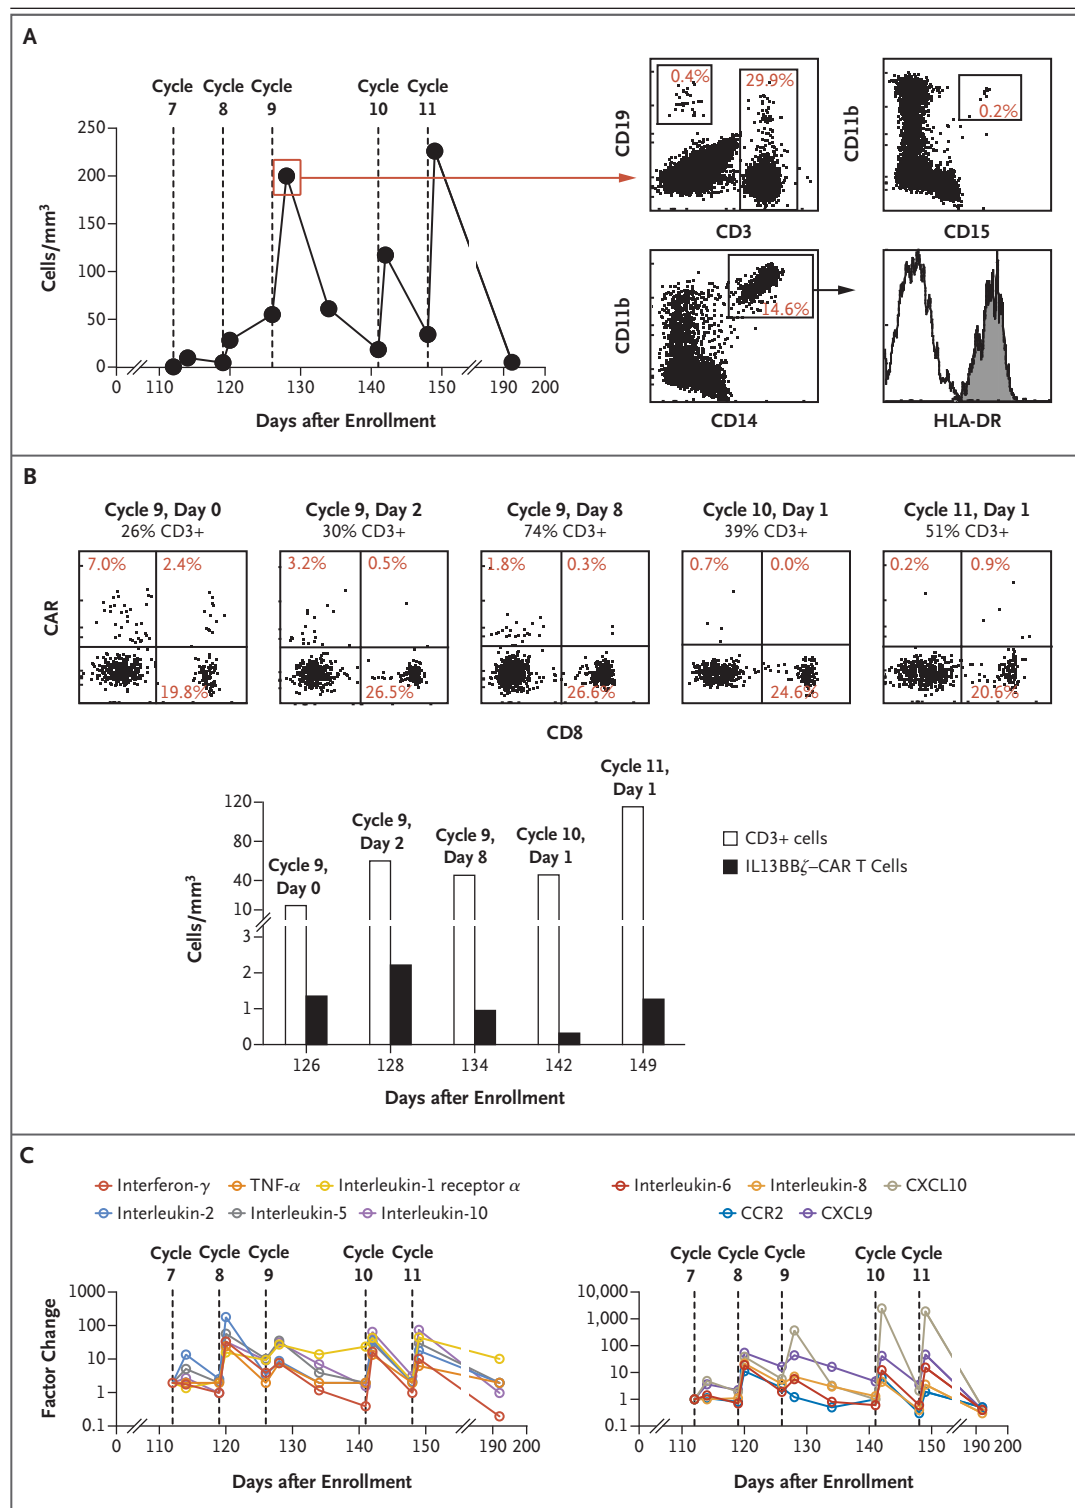 A
Cycle 7
Cycle 8
Cycle 9
Cycle 10
Cycle 11
250
200
150
100
50
0
Cells/mm³
0 110 120 130 140 150 190 200
Days after Enrollment
0.4%
29.9%
CD19
CD3
0.2%
CD11b
CD15
14.6%
CD11b
CD14
HLA-DR
B
Cycle 9, Day 0
26% CD3+
Cycle 9, Day 2
30% CD3+
Cycle 9, Day 8
74% CD3+
Cycle 10, Day 1
39% CD3+
Cycle 11, Day 1
51% CD3+
CAR
7.0% 2.4%
19.8%
3.2% 0.5%
26.5%
1.8% 0.3%
26.6%
0.7% 0.0%
24.6%
0.2% 0.9%
20.6%
CD8
120
80
40
10
3
2
1
0
Cells/mm³
Cycle 9,
Day 0
Cycle 9,
Day 2
Cycle 9,
Day 8
Cycle 10,
Day 1
Cycle 11,
Day 1
CD3+ cells
IL13BBζ–CAR T Cells
126 128 134 142 149
Days after Enrollment
C
Interferon-γ TNF-α Interleukin-1 receptor α
Interleukin-2 Interleukin-5 Interleukin-10
Cycle 7
Cycle 8
Cycle 9
Cycle 10
Cycle 11
1000
100
10
1
0.1
Factor Change
0 110 120 130 140 150 190 200
Days after Enrollment
Interleukin-6 Interleukin-8 CXCL10
CCR2 CXCL9
Cycle 7
Cycle 8
Cycle 9
Cycle 10
Cycle 11
10,000
1,000
100
10
1
0.1
0 110 120 130 140 150 190 200
Days after Enrollment